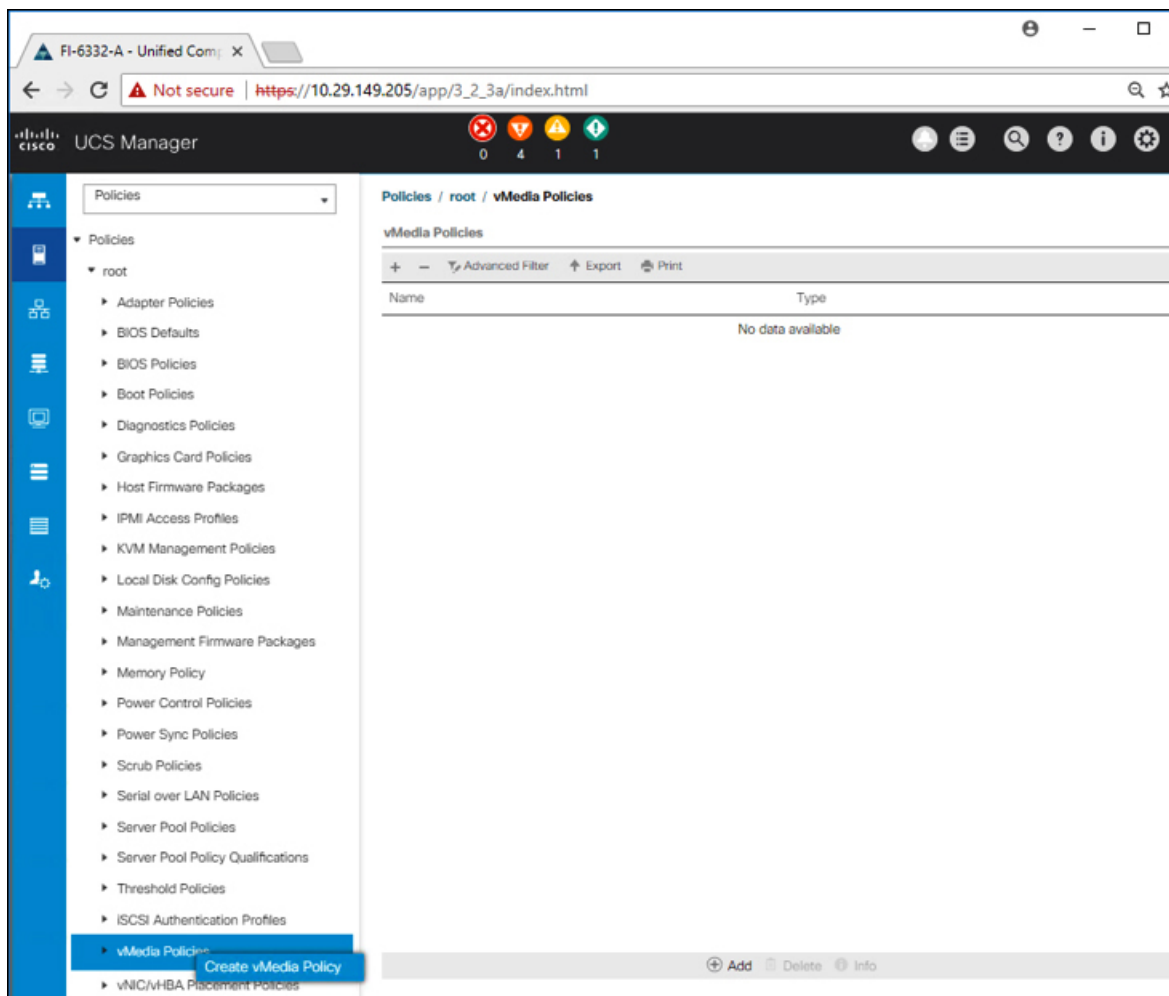 FI-6332-A - Unified Com
Not secure | https://10.29.149.205/app/3_2_3a/index.html
cisco UCS Manager
0 4 1 1
Policies
Policies
root
Adapter Policies
BIOS Defaults
BIOS Policies
Boot Policies
Diagnostics Policies
Graphics Card Policies
Host Firmware Packages
IPMI Access Profiles
KVM Management Policies
Local Disk Config Policies
Maintenance Policies
Management Firmware Packages
Memory Policy
Power Control Policies
Power Sync Policies
Scrub Policies
Serial over LAN Policies
Server Pool Policies
Server Pool Policy Qualifications
Threshold Policies
iSCSI Authentication Profiles
vMedia Policies
Create vMedia Policy
vNIC/vHBA Placement Policies
Policies / root / vMedia Policies
vMedia Policies
+ − Advanced Filter Export Print
Name Type
No data available
Add Delete Info